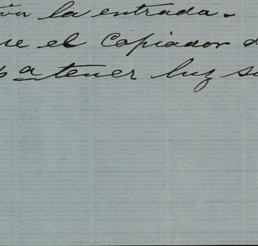 la entrada.
el Copiador
a tener luz